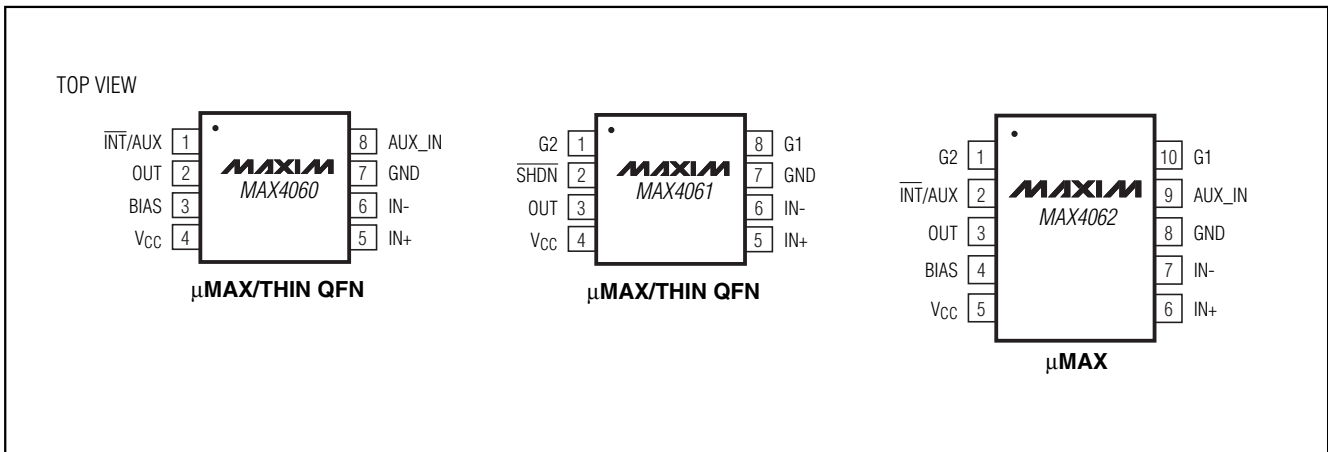 TOP VIEW
INT/AUX 1
OUT 2
BIAS 3
VCC 4
MAXIM
MAX4060
8 AUX_IN
7 GND
6 IN-
5 IN+
μMAX/THIN QFN
G2 1
SHDN 2
OUT 3
VCC 4
MAXIM
MAX4061
8 G1
7 GND
6 IN-
5 IN+
μMAX/THIN QFN
G2 1
INT/AUX 2
OUT 3
BIAS 4
VCC 5
MAXIM
MAX4062
10 G1
9 AUX_IN
8 GND
7 IN-
6 IN+
μMAX